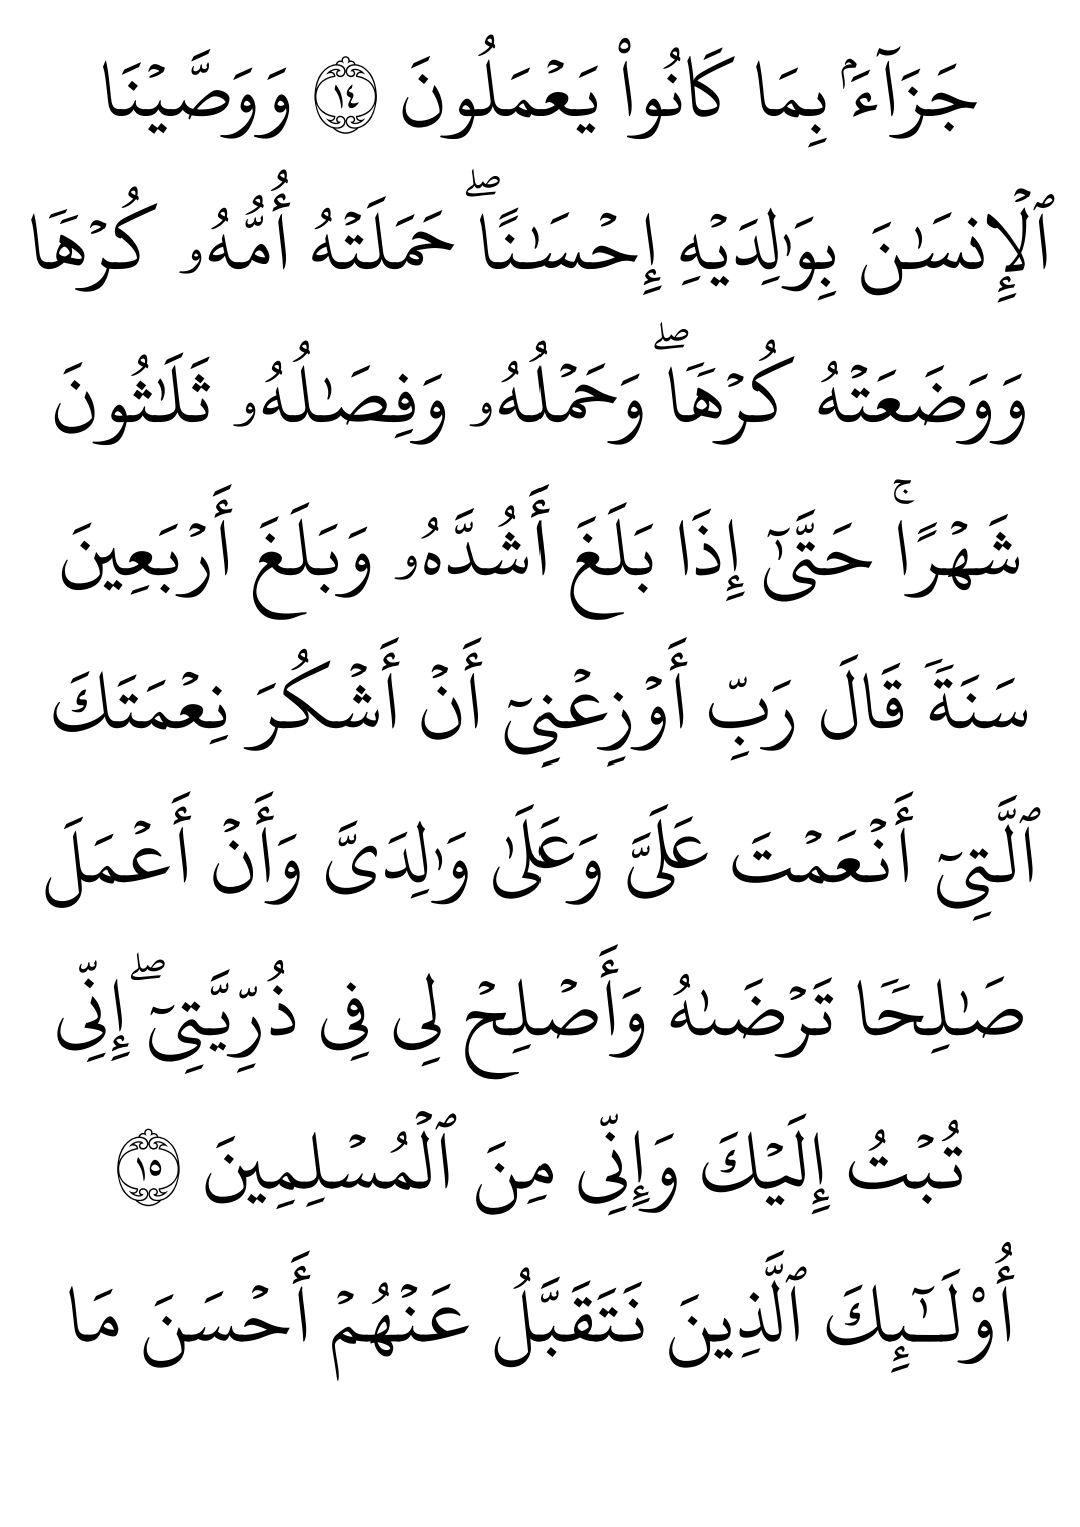 جَزَآءَۢ بِمَا كَانُوا۟ يَعْمَلُونَ ١٤ وَوَصَّيْنَا
ٱلْإِنسَـٰنَ بِوَٰلِدَيْهِ إِحْسَـٰنًا ۖ حَمَلَتْهُ أُمُّهُۥ كُرْهًا
وَوَضَعَتْهُ كُرْهًا ۖ وَحَمْلُهُۥ وَفِصَـٰلُهُۥ ثَلَـٰثُونَ
شَهْرًا ۚ حَتَّىٰٓ إِذَا بَلَغَ أَشُدَّهُۥ وَبَلَغَ أَرْبَعِينَ
سَنَةً قَالَ رَبِّ أَوْزِعْنِىٓ أَنْ أَشْكُرَ نِعْمَتَكَ
ٱلَّتِىٓ أَنْعَمْتَ عَلَىَّ وَعَلَىٰ وَٰلِدَىَّ وَأَنْ أَعْمَلَ
صَـٰلِحًا تَرْضَىٰهُ وَأَصْلِحْ لِى فِى ذُرِّيَّتِىٓ ۖ إِنِّى
تُبْتُ إِلَيْكَ وَإِنِّى مِنَ ٱلْمُسْلِمِينَ ١٥
أُو۟لَـٰٓئِكَ ٱلَّذِينَ نَتَقَبَّلُ عَنْهُمْ أَحْسَنَ مَا